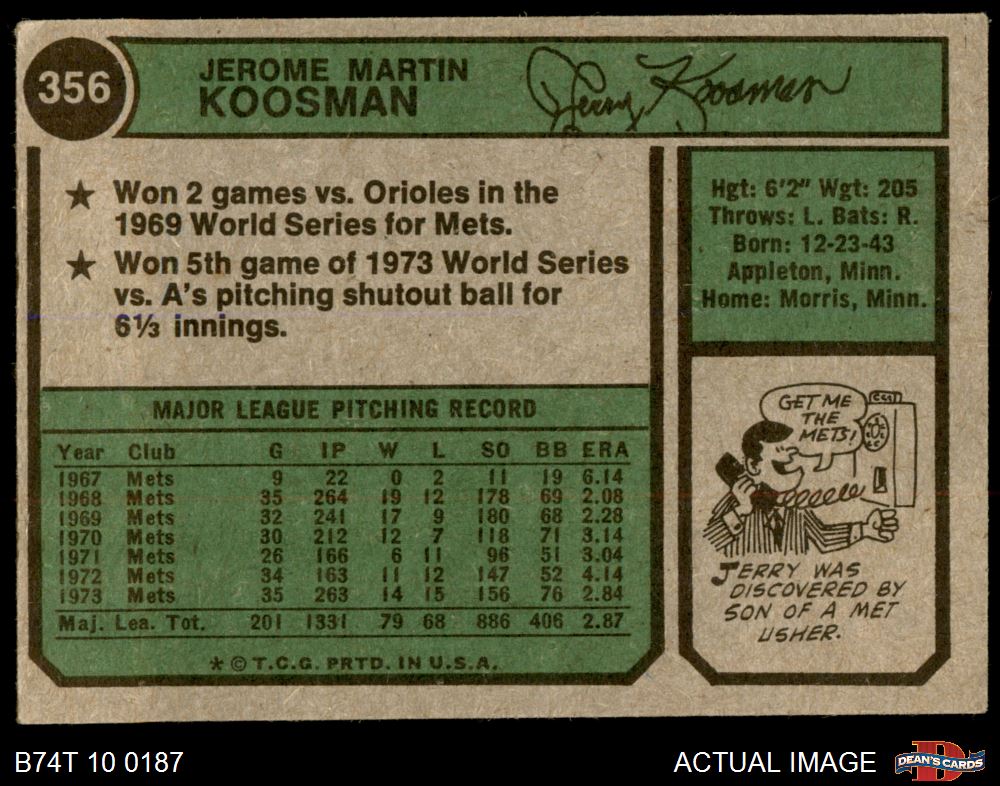 356
JEROME MARTIN
KOOSMAN
Jerry Koosman
★ Won 2 games vs. Orioles in the
1969 World Series for Mets.
★ Won 5th game of 1973 World Series
vs. A's pitching shutout ball for
6⅓ innings.
Hgt: 6'2" Wgt: 205
Throws: L. Bats: R.
Born: 12-23-43
Appleton, Minn.
Home: Morris, Minn.
MAJOR LEAGUE PITCHING RECORD
Year Club G IP W L SO BB ERA
1967 Mets 9 22 0 2 11 19 6.14
1968 Mets 35 264 19 12 178 69 2.08
1969 Mets 32 241 17 9 180 68 2.28
1970 Mets 30 212 12 7 118 71 3.14
1971 Mets 26 166 6 11 96 51 3.04
1972 Mets 34 163 11 12 147 52 4.14
1973 Mets 35 263 14 15 156 76 2.84
Maj. Lea. Tot. 201 1331 79 68 886 406 2.87
★ © T.C.G. PRTD. IN U.S.A.
GET ME
THE
METS!
JERRY WAS
DISCOVERED BY
SON OF A MET
USHER.
B74T 10 0187
ACTUAL IMAGE
D
DEAN'S CARDS